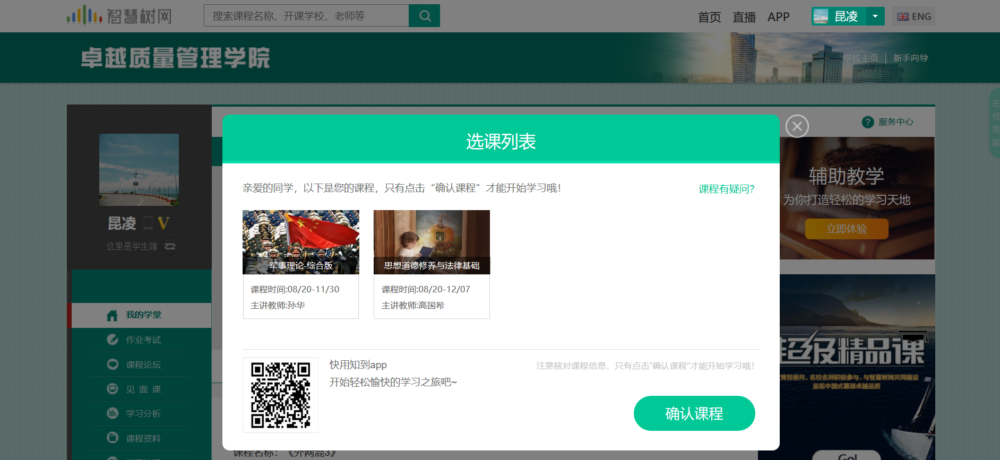 智慧树网
搜索课程名称、开课学校、老师等
首页
直播
APP
昆凌
ENG
卓越质量管理学院
学校主页
新手向导
在线客服
昆凌
V
这里是学生端
我的学堂
作业考试
课程论坛
见 面 课
学习分析
课程资料
服务中心
选课列表
亲爱的同学，以下是您的课程，只有点击“确认课程”才能开始学习哦！
课程有疑问?
军事理论-综合版
课程时间:08/20-11/30
主讲教师:孙华
思想道德修养与法律基础
课程时间:08/20-12/07
主讲教师:高国希
快用知到app
开始轻松愉快的学习之旅吧~
注意核对课程信息，只有点击“确认课程”才能开始学习哦！
确认课程
课程名称：《外网混3》
辅助教学
为你打造轻松的学习天地
立即体验
超级精品课
育部委托，名校名师积极参与，与智慧树网共同建设
呈现中国式慕课卓越品质
Go!